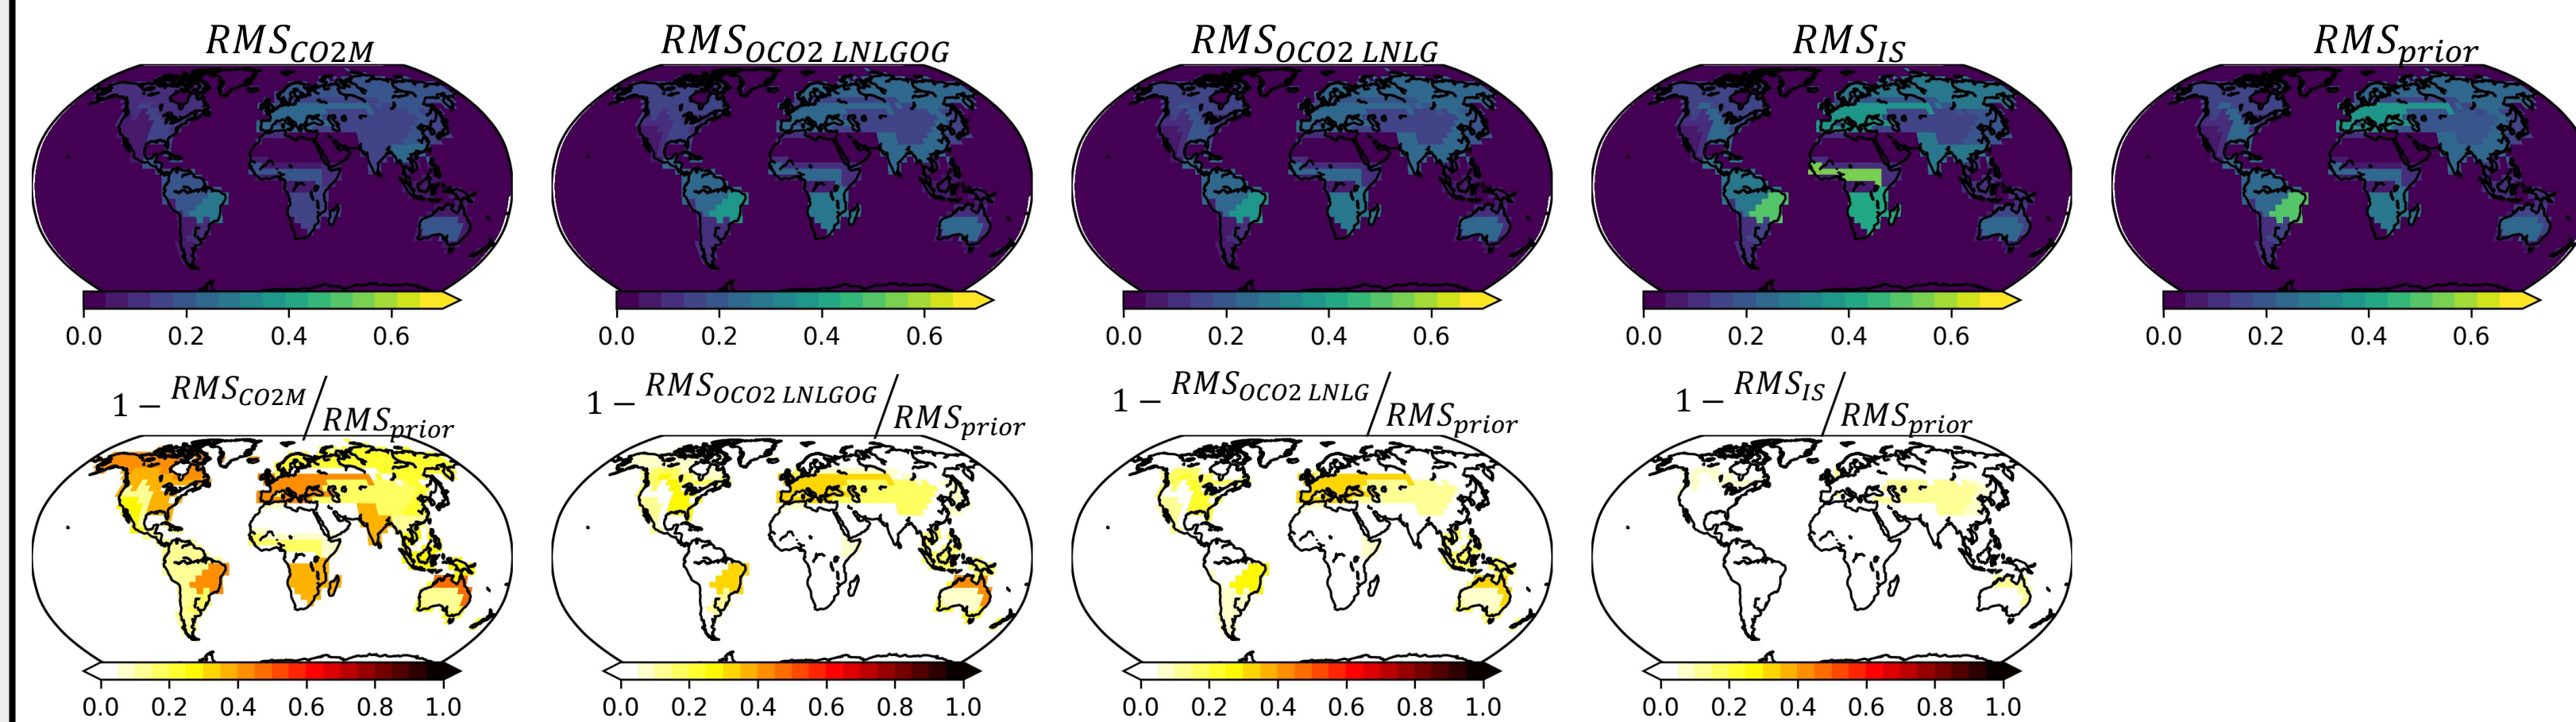 RMS_CO2M RMS_OCO2 LNLGOG RMS_OCO2 LNLG RMS_IS RMS_prior
0.0 0.2 0.4 0.6 0.0 0.2 0.4 0.6 0.0 0.2 0.4 0.6 0.0 0.2 0.4 0.6 0.0 0.2 0.4 0.6
1 − RMS_CO2M / RMS_prior 1 − RMS_OCO2 LNLGOG / RMS_prior 1 − RMS_OCO2 LNLG / RMS_prior 1 − RMS_IS / RMS_prior
0.0 0.2 0.4 0.6 0.8 1.0 0.0 0.2 0.4 0.6 0.8 1.0 0.0 0.2 0.4 0.6 0.8 1.0 0.0 0.2 0.4 0.6 0.8 1.0